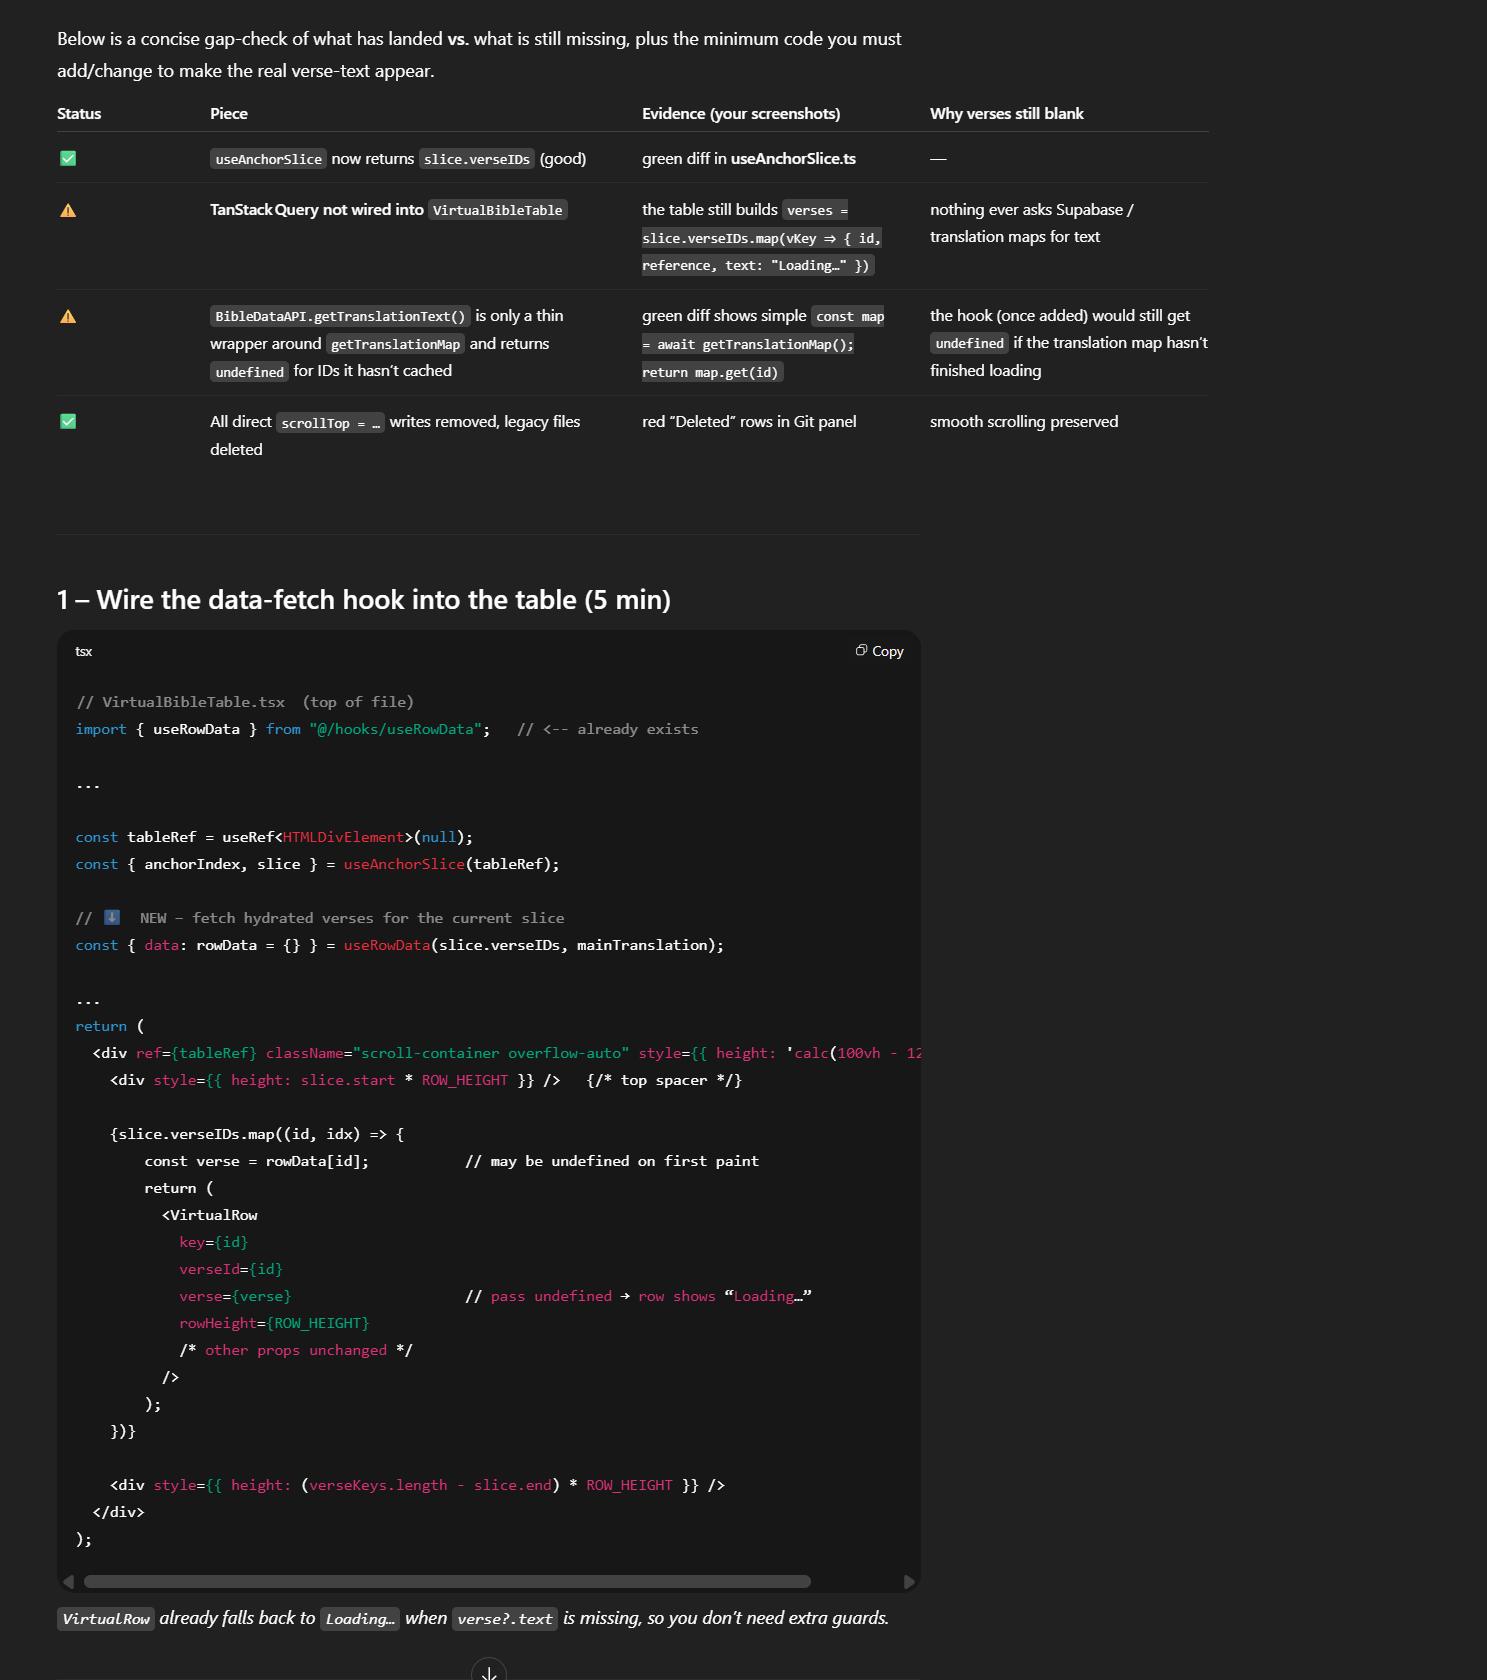 Below is a concise gap-check of what has landed vs. what is still missing, plus the minimum code you must
add/change to make the real verse-text appear.
Status Piece Evidence (your screenshots) Why verses still blank
✅ useAnchorSlice now returns slice.verseIDs (good) green diff in useAnchorSlice.ts —
⚠️ TanStack Query not wired into VirtualBibleTable the table still builds verses = nothing ever asks Supabase /
slice.verseIDs.map(vKey ⇒ { id, translation maps for text
reference, text: "Loading…" })
⚠️ BibleDataAPI.getTranslationText() is only a thin green diff shows simple const map the hook (once added) would still get
wrapper around getTranslationMap and returns = await getTranslationMap(); undefined if the translation map hasn't
undefined for IDs it hasn't cached return map.get(id) finished loading
✅ All direct scrollTop = … writes removed, legacy files red “Deleted” rows in Git panel smooth scrolling preserved
deleted
1 – Wire the data-fetch hook into the table (5 min)
tsx Copy
// VirtualBibleTable.tsx  (top of file)
import { useRowData } from "@/hooks/useRowData";   // <-- already exists
...
const tableRef = useRef<HTMLDivElement>(null);
const { anchorIndex, slice } = useAnchorSlice(tableRef);
// ⬇️  NEW – fetch hydrated verses for the current slice
const { data: rowData = {} } = useRowData(slice.verseIDs, mainTranslation);
...
return (
<div ref={tableRef} className="scroll-container overflow-auto" style={{ height: 'calc(100vh - 12
<div style={{ height: slice.start * ROW_HEIGHT }} />   {/* top spacer */}
{slice.verseIDs.map((id, idx) => {
const verse = rowData[id];           // may be undefined on first paint
return (
<VirtualRow
key={id}
verseId={id}
verse={verse}                    // pass undefined → row shows “Loading…”
rowHeight={ROW_HEIGHT}
/* other props unchanged */
/>
);
})}
<div style={{ height: (verseKeys.length - slice.end) * ROW_HEIGHT }} />
</div>
);
VirtualRow already falls back to Loading… when verse?.text is missing, so you don't need extra guards.